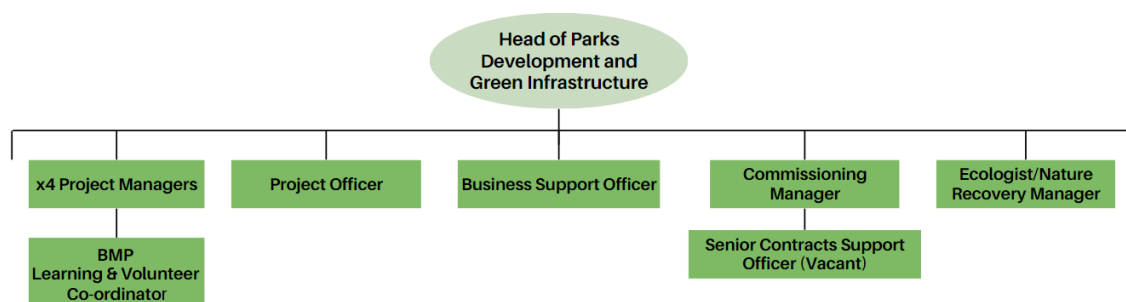 Head of Parks
Development and
Green Infrastructure
x4 Project Managers
Project Officer
Business Support Officer
Commissioning
Manager
Ecologist/Nature
Recovery Manager
BMP
Learning & Volunteer
Co-ordinator
Senior Contracts Support
Officer (Vacant)